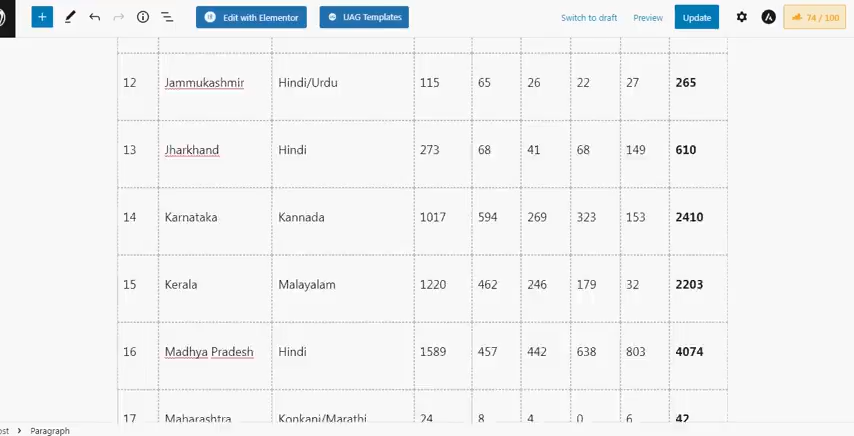 Edit with Elementor UAG Templates Switch to draft Preview Update 74 / 100
12 Jammukashmir Hindi/Urdu 115 65 26 22 27 265
13 Jharkhand Hindi 273 68 41 68 149 610
14 Karnataka Kannada 1017 594 269 323 153 2410
15 Kerala Malayalam 1220 462 246 179 32 2203
16 Madhya Pradesh Hindi 1589 457 442 638 803 4074
17 Maharashtra Konkani/Marathi 24 8 4 0 6 42
ost > Paragraph